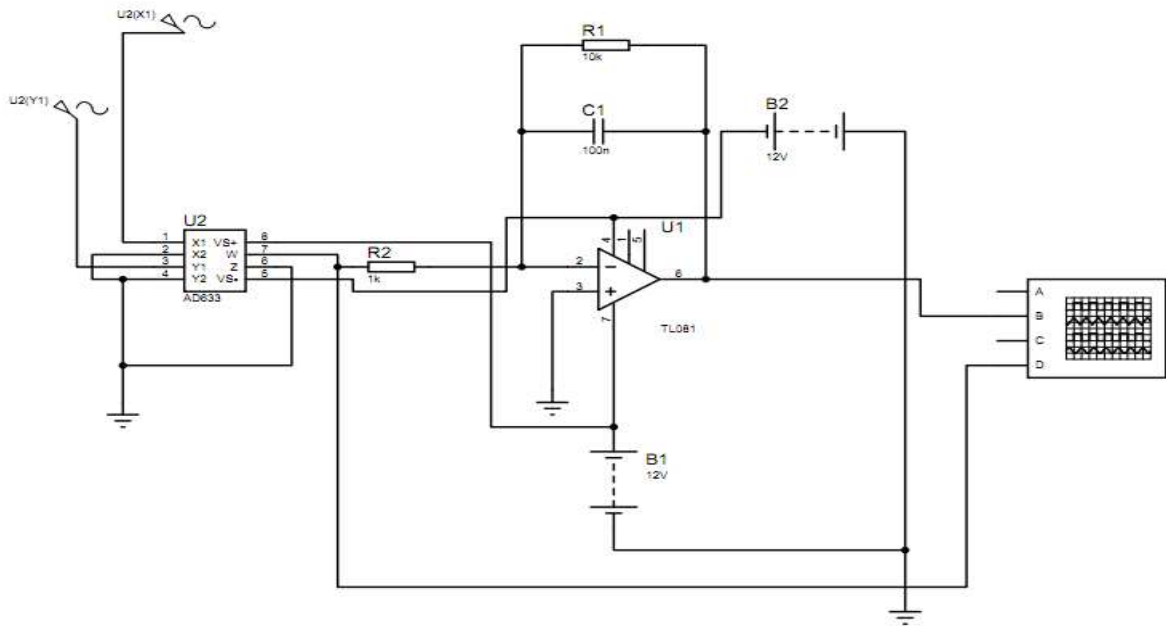 U2(X1)
R1
10k
U2(Y1)
C1
100n
B2
12V
U2
U1
4
1
5
1 X1 VS+ 8
2 X2 W 7
3 Y1 Z 6
4 Y2 VS- 5
AD633
R2
1k
2
3
6
7
TL081
A
B
C
D
B1
12V